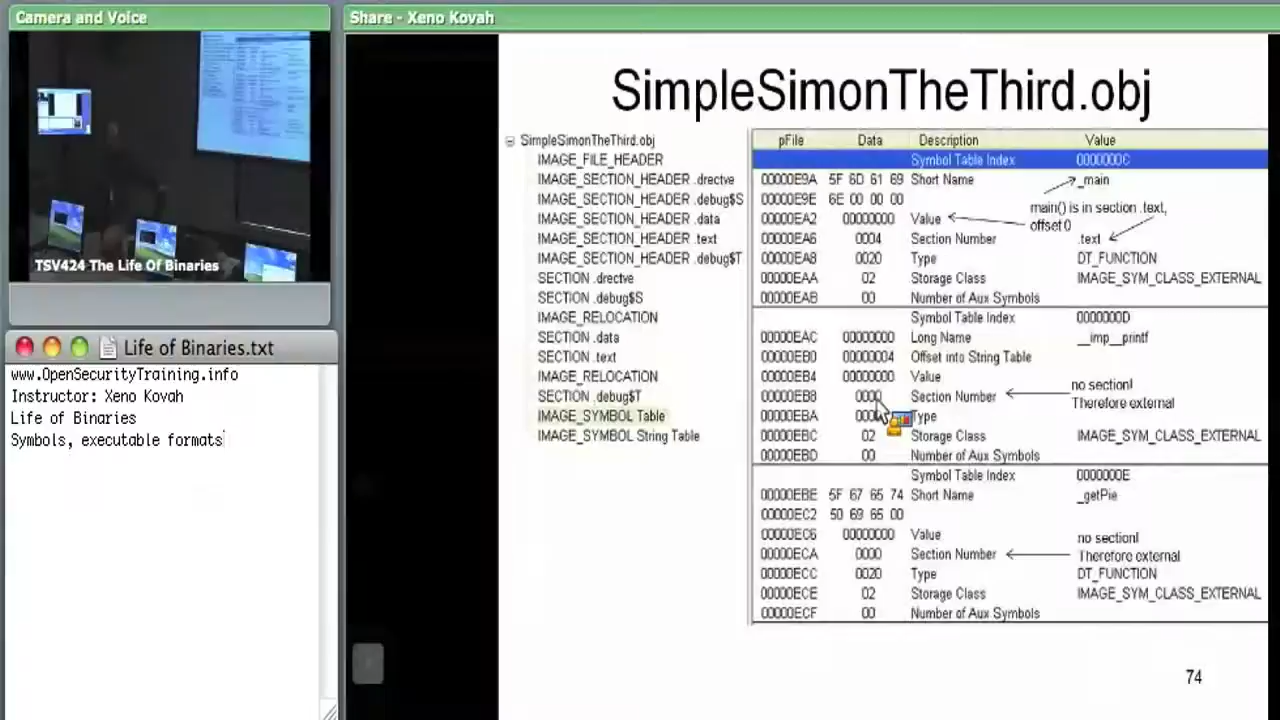 Camera and Voice
TSV424 The Life Of Binaries
Life of Binaries.txt
www.OpenSecurityTraining.info
Instructor: Xeno Kovah
Life of Binaries
Symbols, executable formats
Share - Xeno Kovah
SimpleSimonTheThird.obj
SimpleSimonTheThird.obj
IMAGE_FILE_HEADER
IMAGE_SECTION_HEADER .drectve
IMAGE_SECTION_HEADER .debug$S
IMAGE_SECTION_HEADER .data
IMAGE_SECTION_HEADER .text
IMAGE_SECTION_HEADER .debug$T
SECTION .drectve
SECTION .debug$S
IMAGE_RELOCATION
SECTION .data
SECTION .text
IMAGE_RELOCATION
SECTION .debug$T
IMAGE_SYMBOL Table
IMAGE_SYMBOL String Table
pFile Data Description Value
Symbol Table Index 0000000C
00000E9A 5F 6D 61 69 Short Name _main
00000E9E 6E 00 00 00
main() is in section .text,
offset 0
00000EA2 00000000 Value
00000EA6 0004 Section Number .text
00000EA8 0020 Type DT_FUNCTION
00000EAA 02 Storage Class IMAGE_SYM_CLASS_EXTERNAL
00000EAB 00 Number of Aux Symbols
Symbol Table Index 0000000D
00000EAC 00000000 Long Name __imp__printf
00000EB0 00000004 Offset into String Table
00000EB4 00000000 Value
00000EB8 0000 Section Number
no section!
Therefore external
00000EBA Type
00000EBC 02 Storage Class IMAGE_SYM_CLASS_EXTERNAL
00000EBD 00 Number of Aux Symbols
Symbol Table Index 0000000E
00000EBE 5F 67 65 74 Short Name _getPie
00000EC2 50 69 65 00
00000EC6 00000000 Value
00000ECA 0000 Section Number
no section!
Therefore external
00000ECC 0020 Type DT_FUNCTION
00000ECE 02 Storage Class IMAGE_SYM_CLASS_EXTERNAL
00000ECF 00 Number of Aux Symbols
74